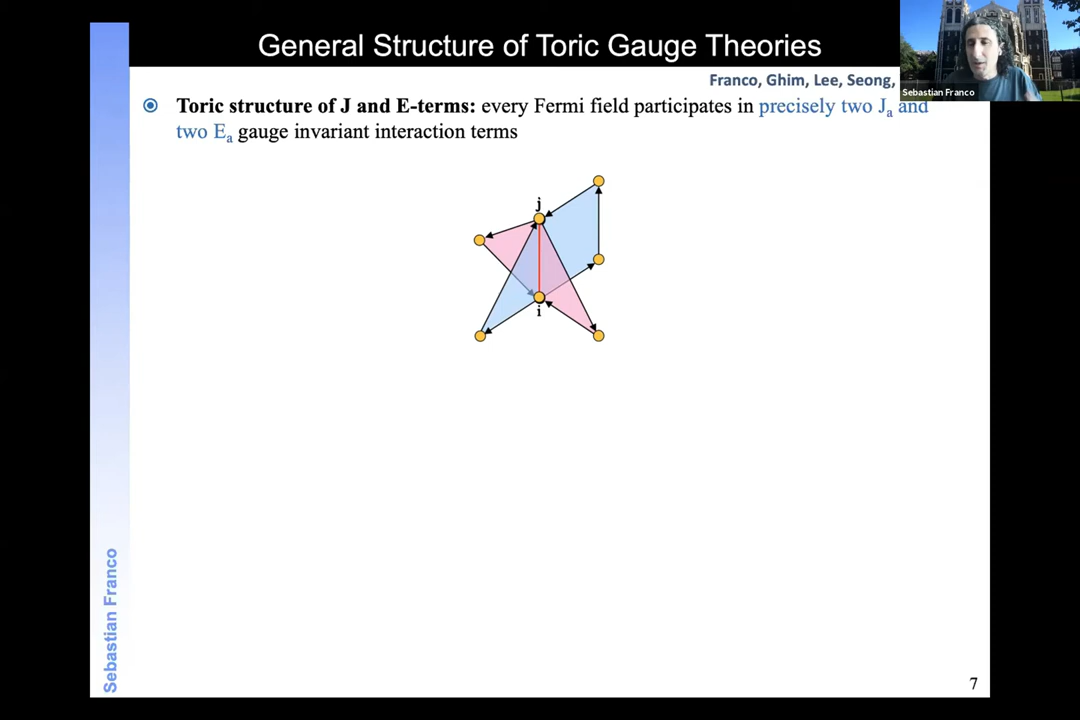 General Structure of Toric Gauge Theories
Franco, Ghim, Lee, Seong,
Sebastian Franco
Toric structure of J and E-terms: every Fermi field participates in precisely two Ja and
two Ea gauge invariant interaction terms
j
i
Sebastian Franco
7